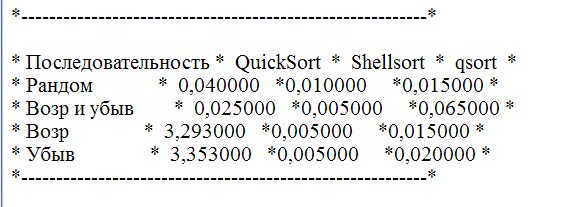 *---------------------------------------------------------------*
* Последовательность * QuickSort * Shellsort * qsort *
* Рандом * 0,040000 *0,010000 *0,015000 *
* Возр и убыв * 0,025000 *0,005000 *0,065000 *
* Возр * 3,293000 *0,005000 *0,015000 *
* Убыв * 3,353000 *0,005000 *0,020000 *
*---------------------------------------------------------------*